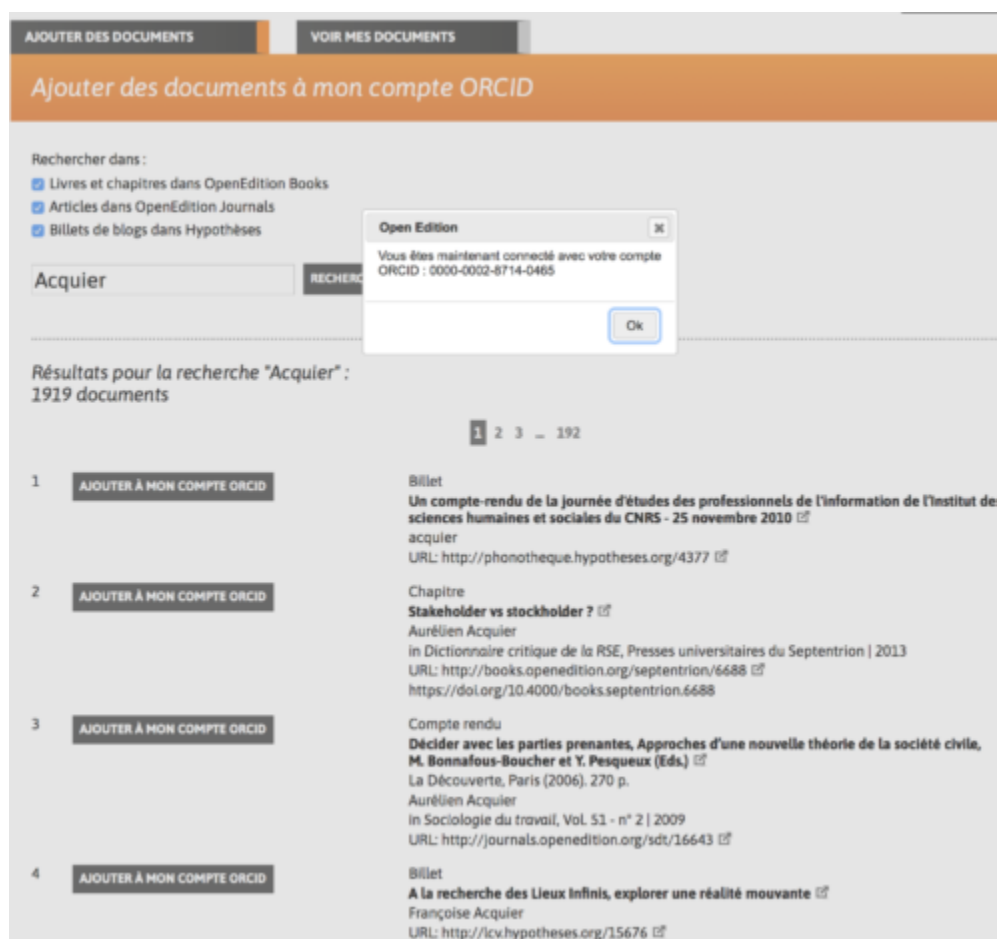 AJOUTER DES DOCUMENTS
VOIR MES DOCUMENTS
Ajouter des documents à mon compte ORCID
Rechercher dans :
Livres et chapitres dans OpenEdition Books
Articles dans OpenEdition Journals
Billets de blogs dans Hypothèses
Acquier
RECHERC
Open Edition
Vous êtes maintenant connecté avec votre compte
ORCID : 0000-0002-8714-0465
Ok
Résultats pour la recherche "Acquier" :
1919 documents
1 2 3 … 192
1
AJOUTER À MON COMPTE ORCID
Billet
Un compte-rendu de la journée d'études des professionnels de l'information de l'Institut des
sciences humaines et sociales du CNRS - 25 novembre 2010
acquier
URL: http://phonotheque.hypotheses.org/4377
2
AJOUTER À MON COMPTE ORCID
Chapitre
Stakeholder vs stockholder ?
Aurélien Acquier
in Dictionnaire critique de la RSE, Presses universitaires du Septentrion | 2013
URL: http://books.openedition.org/septentrion/6688
https://doi.org/10.4000/books.septentrion.6688
3
AJOUTER À MON COMPTE ORCID
Compte rendu
Décider avec les parties prenantes, Approches d'une nouvelle théorie de la société civile,
M. Bonnafous-Boucher et Y. Pesqueux (Eds.)
La Découverte, Paris (2006). 270 p.
Aurélien Acquier
in Sociologie du travail, Vol. 51 - n° 2 | 2009
URL: http://journals.openedition.org/sdt/16643
4
AJOUTER À MON COMPTE ORCID
Billet
A la recherche des Lieux Infinis, explorer une réalité mouvante
Françoise Acquier
URL: http://lcv.hypotheses.org/15676